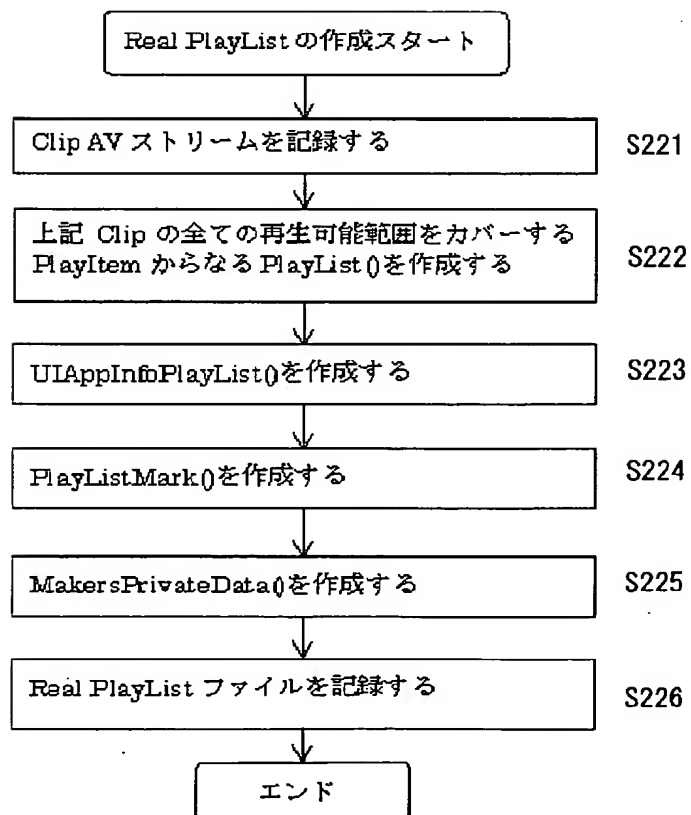 Real PlayList の作成スタート
Clip AV ストリームを記録する
S221
上記 Clip の全ての再生可能範囲をカバーする
PlayItem からなる PlayList()を作成する
S222
UIAppInfoPlayList()を作成する
S223
PlayListMark()を作成する
S224
MakersPrivateData()を作成する
S225
Real PlayList ファイルを記録する
S226
エンド